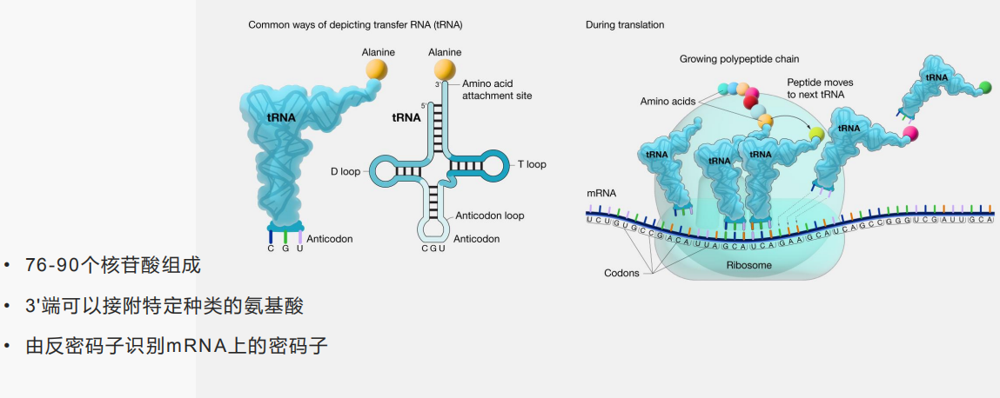 Common ways of depicting transfer RNA (tRNA)
Alanine
Alanine
tRNA
tRNA
3'
5'
Amino acid
attachment site
D loop
T loop
Anticodon loop
Anticodon
C G U
Anticodon
CGU
During translation
Growing polypeptide chain
Amino acids
Peptide moves
to next tRNA
tRNA
tRNA
tRNA
tRNA
tRNA
mRNA
UCUGUGCCGACAUUAGCAUCAGAAGCAUCAGCCGGGUCGAUUGCA
Codons
Ribosome
• 76-90个核苷酸组成
• 3'端可以接附特定种类的氨基酸
• 由反密码子识别mRNA上的密码子